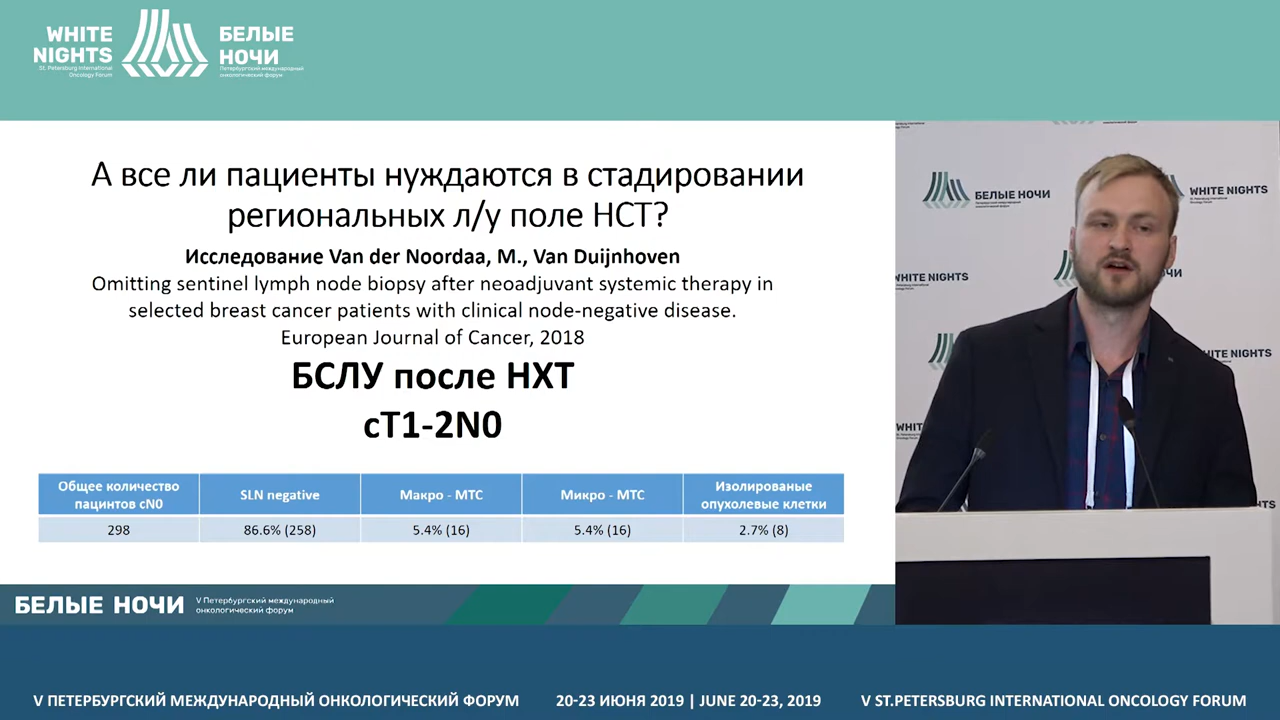 WHITE
NIGHTS
St. Petersburg International
Oncology Forum
БЕЛЫЕ
НОЧИ
Петербургский международный
онкологический форум
А все ли пациенты нуждаются в стадировании
региональных л/у поле НСТ?
Исследование Van der Noordaa, M., Van Duijnhoven
Omitting sentinel lymph node biopsy after neoadjuvant systemic therapy in
selected breast cancer patients with clinical node-negative disease.
European Journal of Cancer, 2018
БСЛУ после НХТ
cT1-2N0
Общее количество
пацинтов cN0
SLN negative
Макро - МТС
Микро - МТС
Изолированые
опухолевые клетки
298
86.6% (258)
5.4% (16)
5.4% (16)
2.7% (8)
БЕЛЫЕ НОЧИ
V Петербургский международный
онкологический форум
БЕЛЫЕ НОЧИ
WHITE NIGHTS
WHITE NIGHTS
WHITE NIGHTS
V ПЕТЕРБУРГСКИЙ МЕЖДУНАРОДНЫЙ ОНКОЛОГИЧЕСКИЙ ФОРУМ
20-23 ИЮНЯ 2019 | JUNE 20-23, 2019
V ST.PETERSBURG INTERNATIONAL ONCOLOGY FORUM